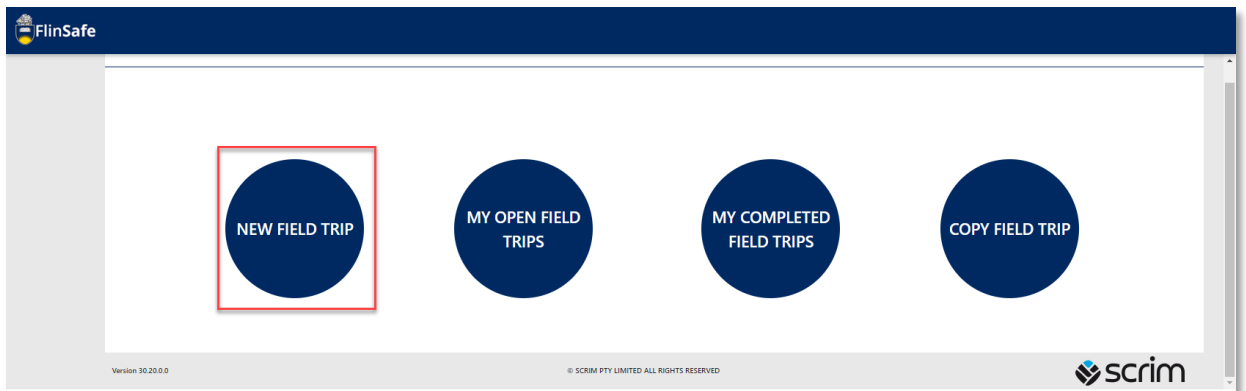 FlinSafe
NEW FIELD TRIP
MY OPEN FIELD
TRIPS
MY COMPLETED
FIELD TRIPS
COPY FIELD TRIP
Version 30.20.0.0
© SCRIM PTY LIMITED ALL RIGHTS RESERVED
scrim